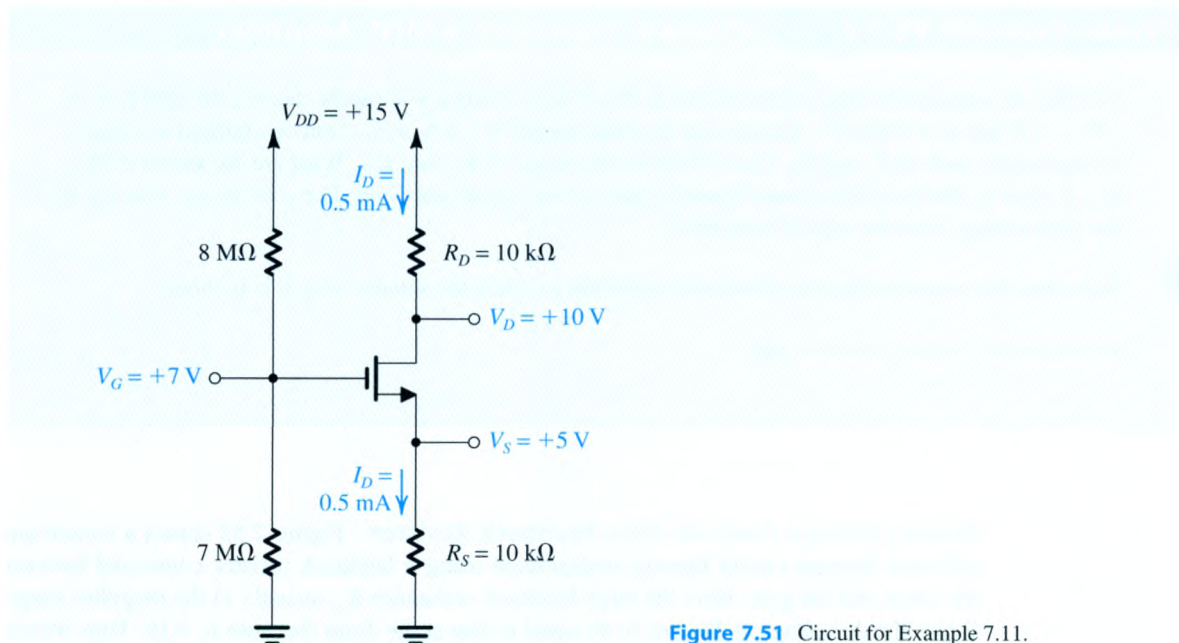 V_DD = +15 V
I_D =
0.5 mA
8 MΩ
R_D = 10 kΩ
V_D = +10 V
V_G = +7 V
V_S = +5 V
I_D =
0.5 mA
7 MΩ
R_S = 10 kΩ
Figure 7.51 Circuit for Example 7.11.